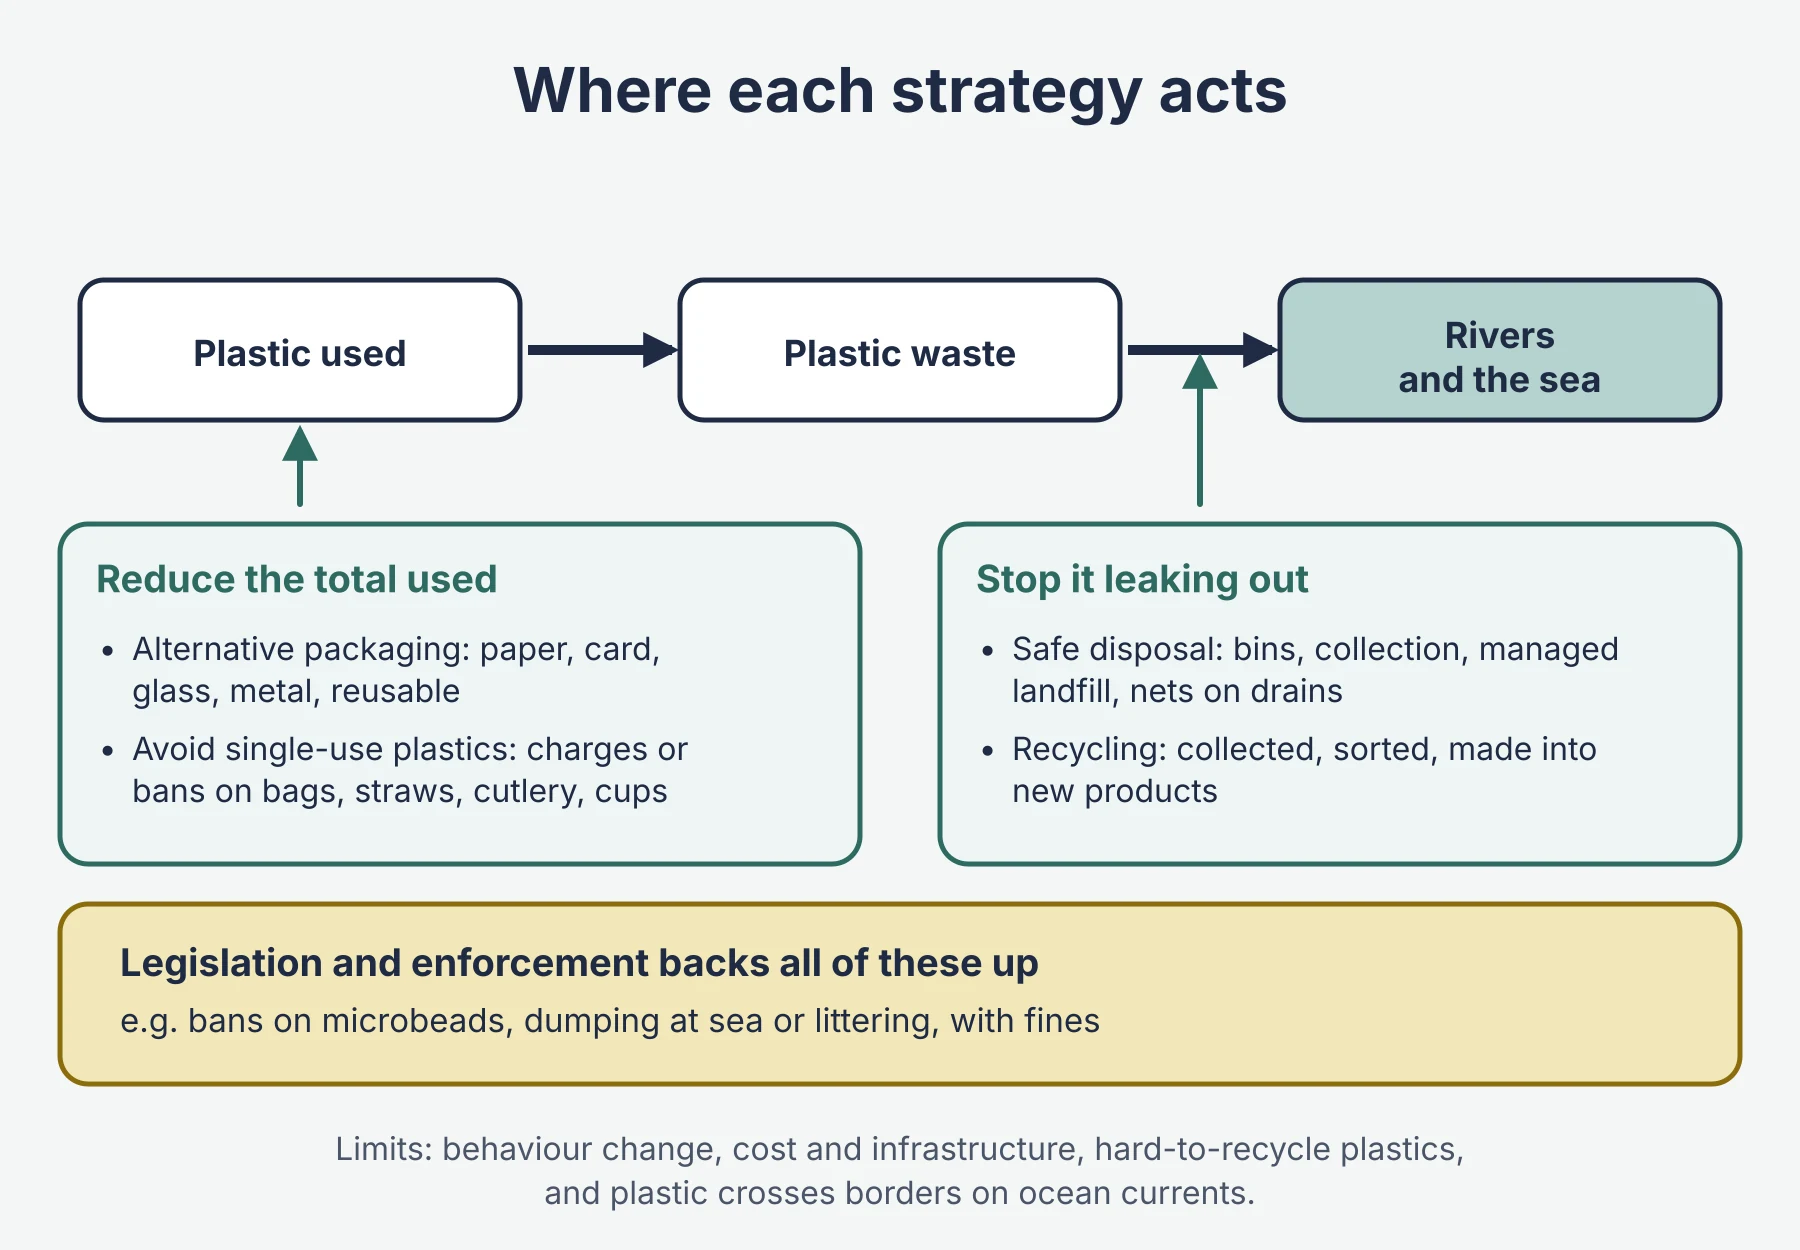 Where each strategy acts
Plastic used
Plastic waste
Rivers
and the sea
Reduce the total used
• Alternative packaging: paper, card,
glass, metal, reusable
• Avoid single-use plastics: charges or
bans on bags, straws, cutlery, cups
Stop it leaking out
• Safe disposal: bins, collection, managed
landfill, nets on drains
• Recycling: collected, sorted, made into
new products
Legislation and enforcement backs all of these up
e.g. bans on microbeads, dumping at sea or littering, with fines
Limits: behaviour change, cost and infrastructure, hard-to-recycle plastics,
and plastic crosses borders on ocean currents.